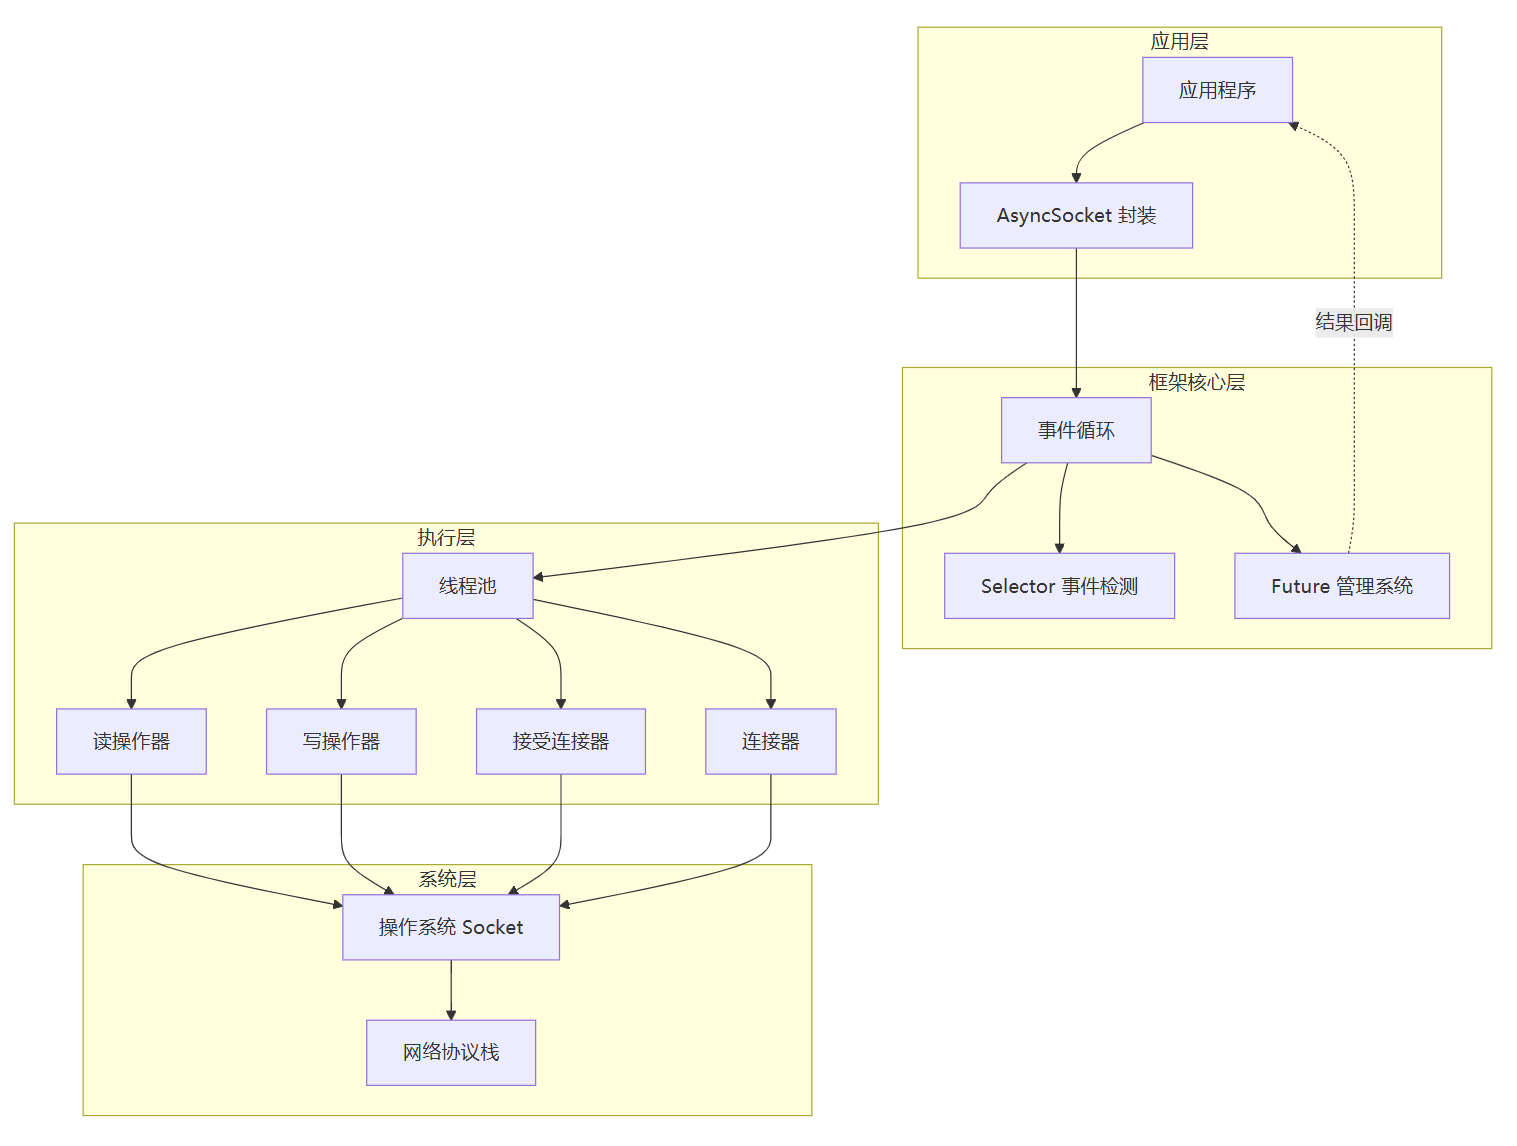 应用层
应用程序
AsyncSocket 封装
结果回调
框架核心层
事件循环
Selector 事件检测
Future 管理系统
执行层
线程池
读操作器
写操作器
接受连接器
连接器
系统层
操作系统 Socket
网络协议栈